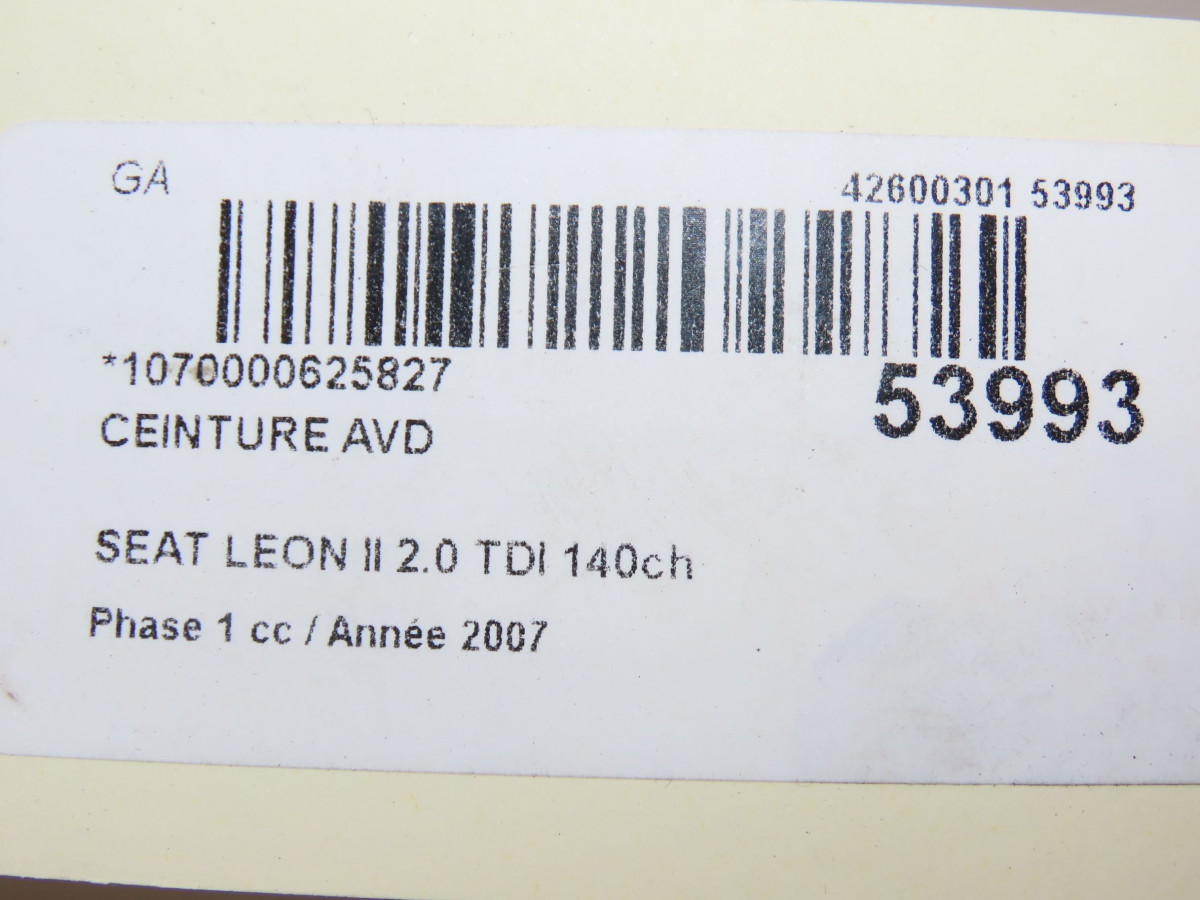 GA
42600301 53993
*1070000625827
53993
CEINTURE AVD
SEAT LEON II 2.0 TDI 140ch
Phase 1 cc / Année 2007